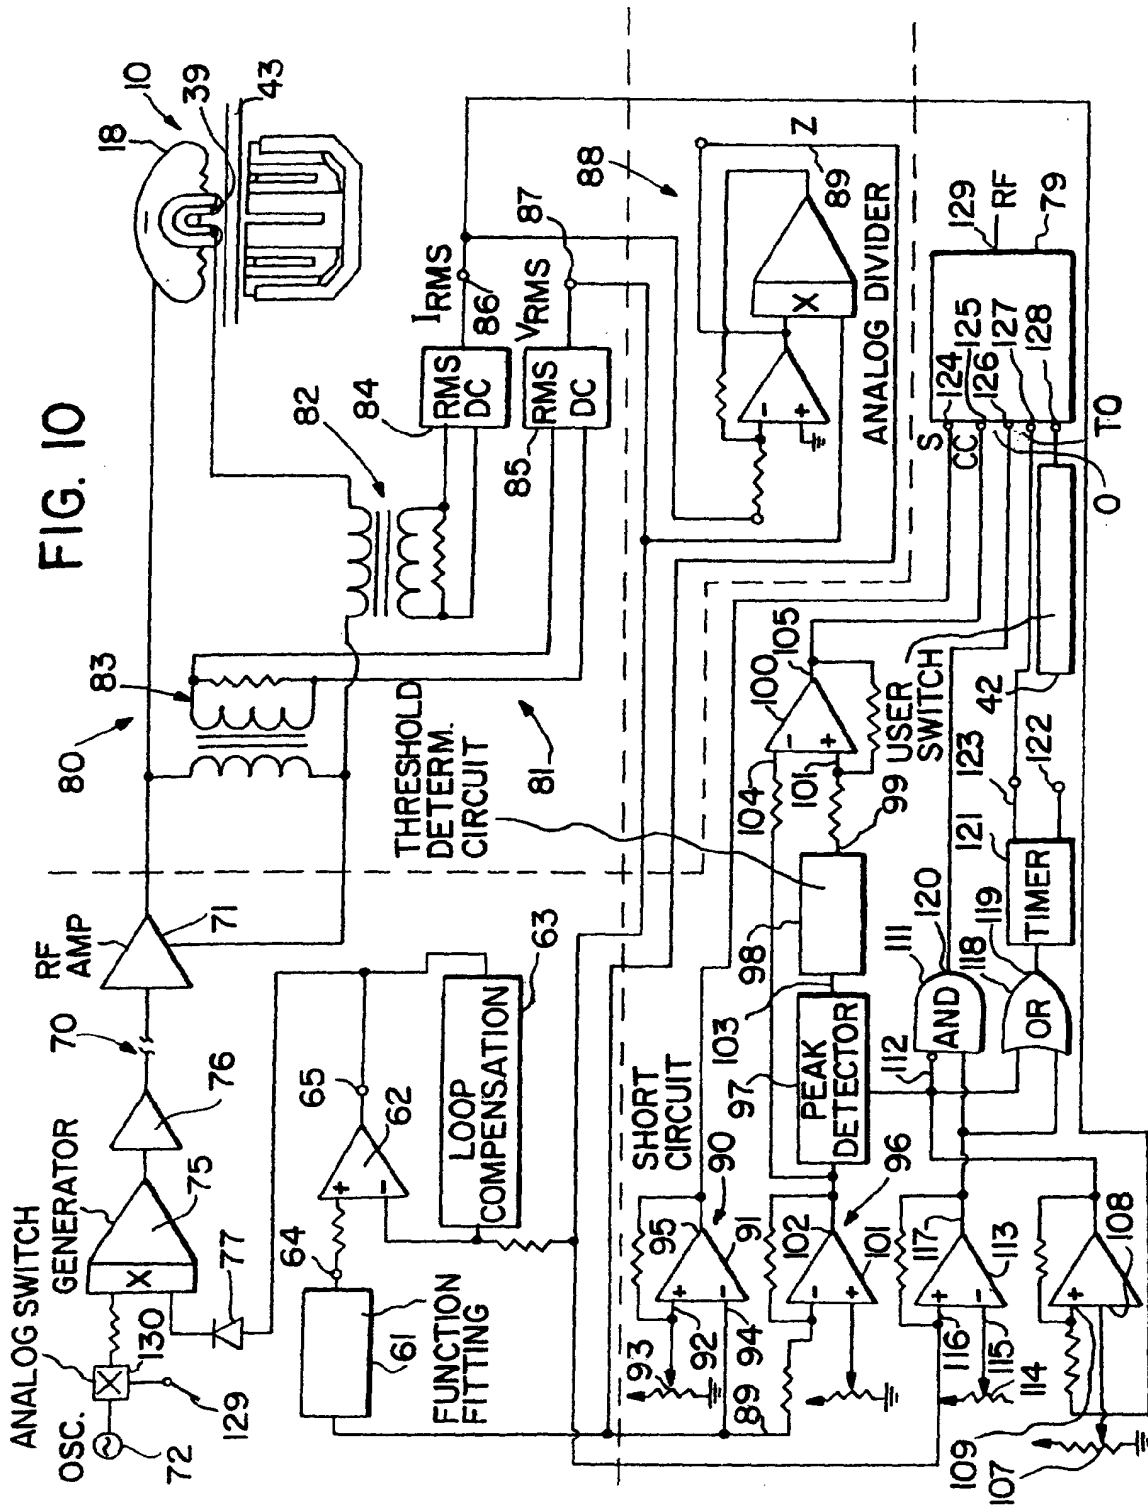 FIG. 10
ANALOG SWITCH
OSC.
72
129
130
X
GENERATOR
75
76
77
70
RF
AMP
71
80
83
81
82
84
85
RMS
DC
RMS
DC
IRMS
86
VRMS
87
10
18
39
43
61
FUNCTION
FITTING
64
+
-
62
65
LOOP
COMPENSATION
63
THRESHOLD
DETERM.
CIRCUIT
88
-
+
X
ANALOG DIVIDER
89
Z
SHORT
CIRCUIT
90
91
92
93
94
95
+
-
89
96
101
102
-
+
97
PEAK
DETECTOR
103
98
99
104
101
100
105
-
+
USER
SWITCH
113
114
115
116
117
+
-
107
108
109
111
112
AND
120
118
119
OR
121
TIMER
122
123
42
S
CC
O
TO
124
125
126
127
128
129
RF
79